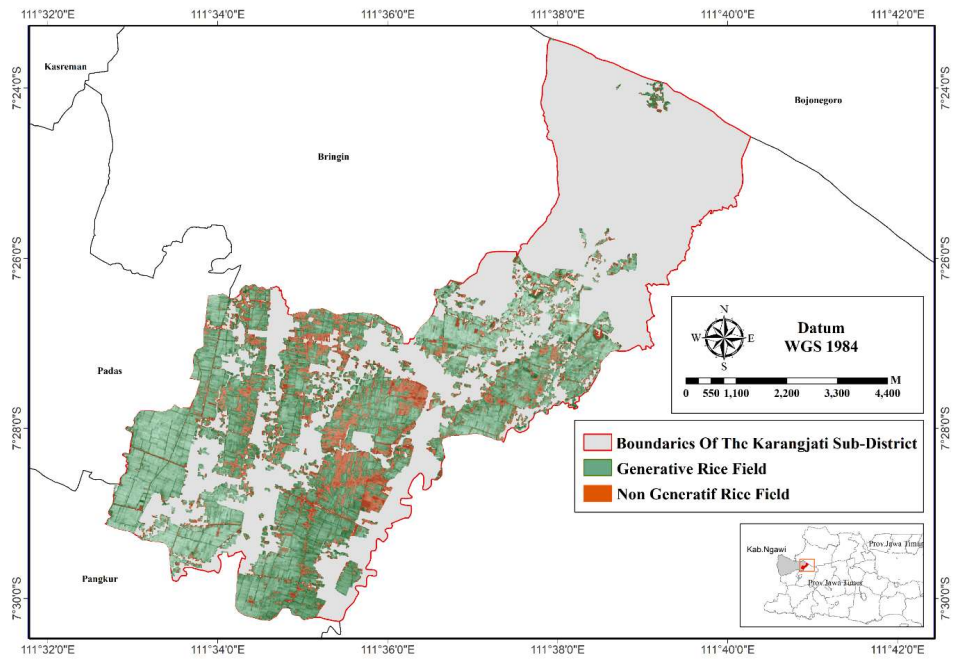 111°32'0"E 111°34'0"E 111°36'0"E 111°38'0"E 111°40'0"E 111°42'0"E
Kasreman
7°24'0"S
7°24'0"S
Bojonegoro
Bringin
7°26'0"S
7°26'0"S
N
W E
S
Datum
WGS 1984
M
0 550 1,100 2,200 3,300 4,400
Padas
7°28'0"S
7°28'0"S
Boundaries Of The Karangjati Sub-District
Generative Rice Field
Non Generatif Rice Field
Kab.Ngawi
Prov.Jawa Timur
Prov.Jawa Timur
Pangkur
7°30'0"S
7°30'0"S
111°32'0"E 111°34'0"E 111°36'0"E 111°38'0"E 111°40'0"E 111°42'0"E